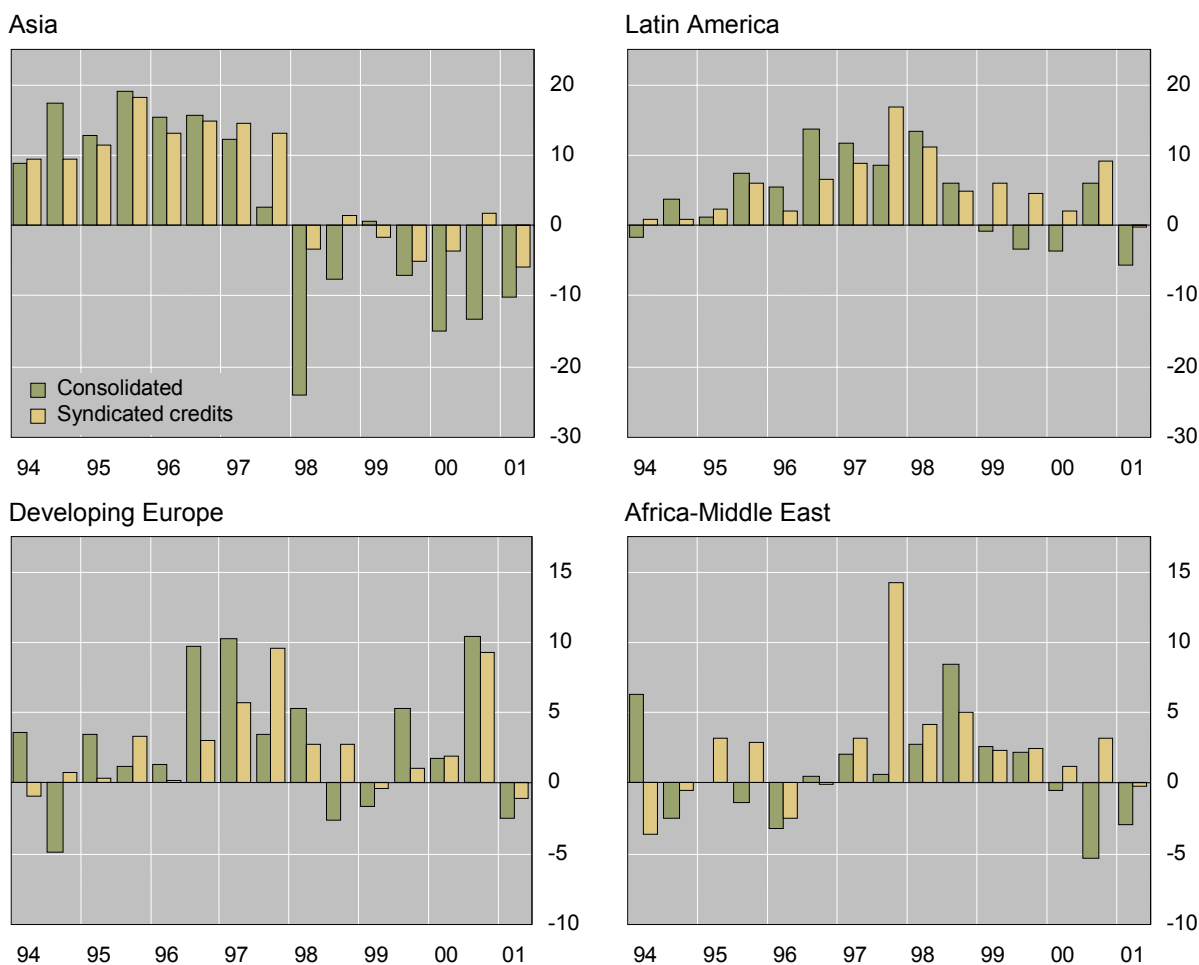 Asia
20
10
0
-10
-20
-30
Consolidated
Syndicated credits
94 95 96 97 98 99 00 01
Latin America
20
10
0
-10
-20
-30
94 95 96 97 98 99 00 01
Developing Europe
15
10
5
0
-5
-10
94 95 96 97 98 99 00 01
Africa-Middle East
15
10
5
0
-5
-10
94 95 96 97 98 99 00 01